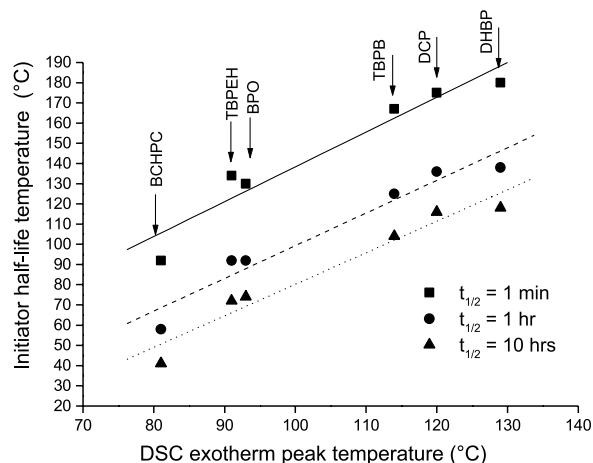 Initiator half-life temperature (°C)
190
180
170
160
150
140
130
120
110
100
90
80
70
60
50
40
30
20
BCHPC
TBPEH
BPO
TBPB
DCP
DHBP
t1/2 = 1 min
t1/2 = 1 hr
t1/2 = 10 hrs
70
80
90
100
110
120
130
140
DSC exotherm peak temperature (°C)